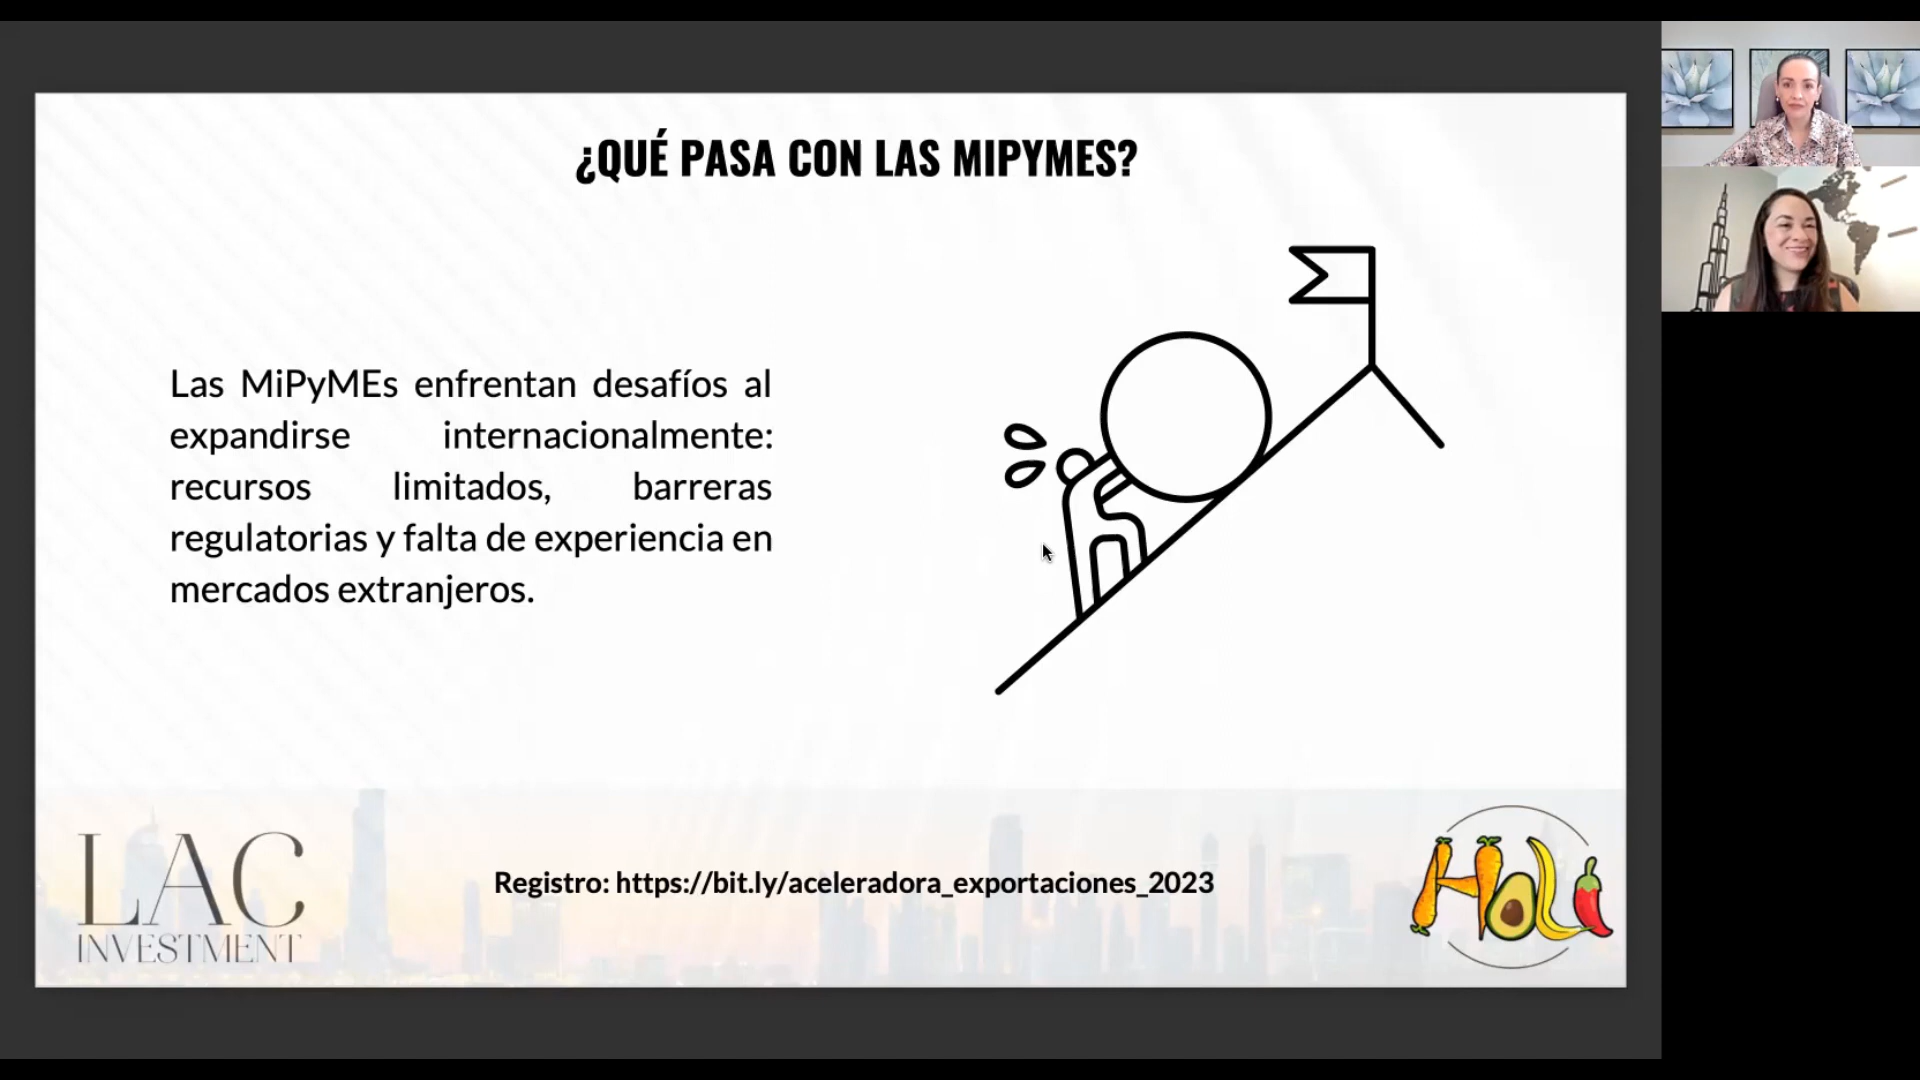 ¿QUÉ PASA CON LAS MIPYMES?
Las MiPyMEs enfrentan desafíos al
expandirse internacionalmente:
recursos limitados, barreras
regulatorias y falta de experiencia en
mercados extranjeros.
LAC
INVESTMENT
Registro: https://bit.ly/aceleradora_exportaciones_2023
Holi